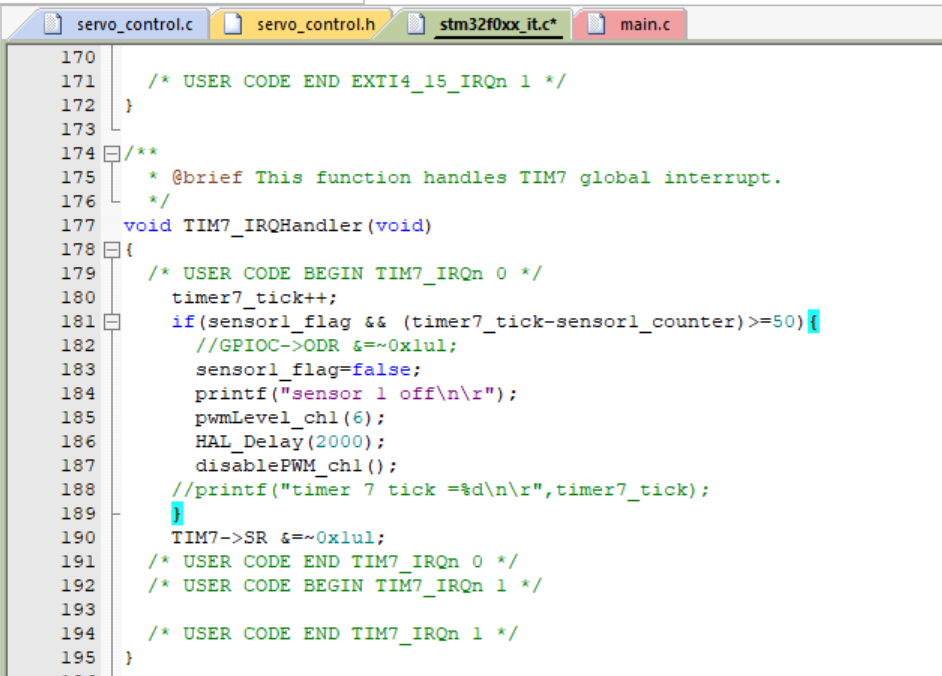 servo_control.c servo_control.h stm32f0xx_it.c* main.c
170
171 /* USER CODE END EXTI4_15_IRQn 1 */
172 }
173
174 /**
175 * @brief This function handles TIM7 global interrupt.
176 */
177 void TIM7_IRQHandler(void)
178 {
179 /* USER CODE BEGIN TIM7_IRQn 0 */
180 timer7_tick++;
181 if(sensor1_flag && (timer7_tick-sensor1_counter)>=50){
182 //GPIOC->ODR &=~0x1ul;
183 sensor1_flag=false;
184 printf("sensor 1 off\n\r");
185 pwmLevel_ch1(6);
186 HAL_Delay(2000);
187 disablePWM_ch1();
188 //printf("timer 7 tick =%d\n\r",timer7_tick);
189 }
190 TIM7->SR &=~0x1ul;
191 /* USER CODE END TIM7_IRQn 0 */
192 /* USER CODE BEGIN TIM7_IRQn 1 */
193
194 /* USER CODE END TIM7_IRQn 1 */
195 }